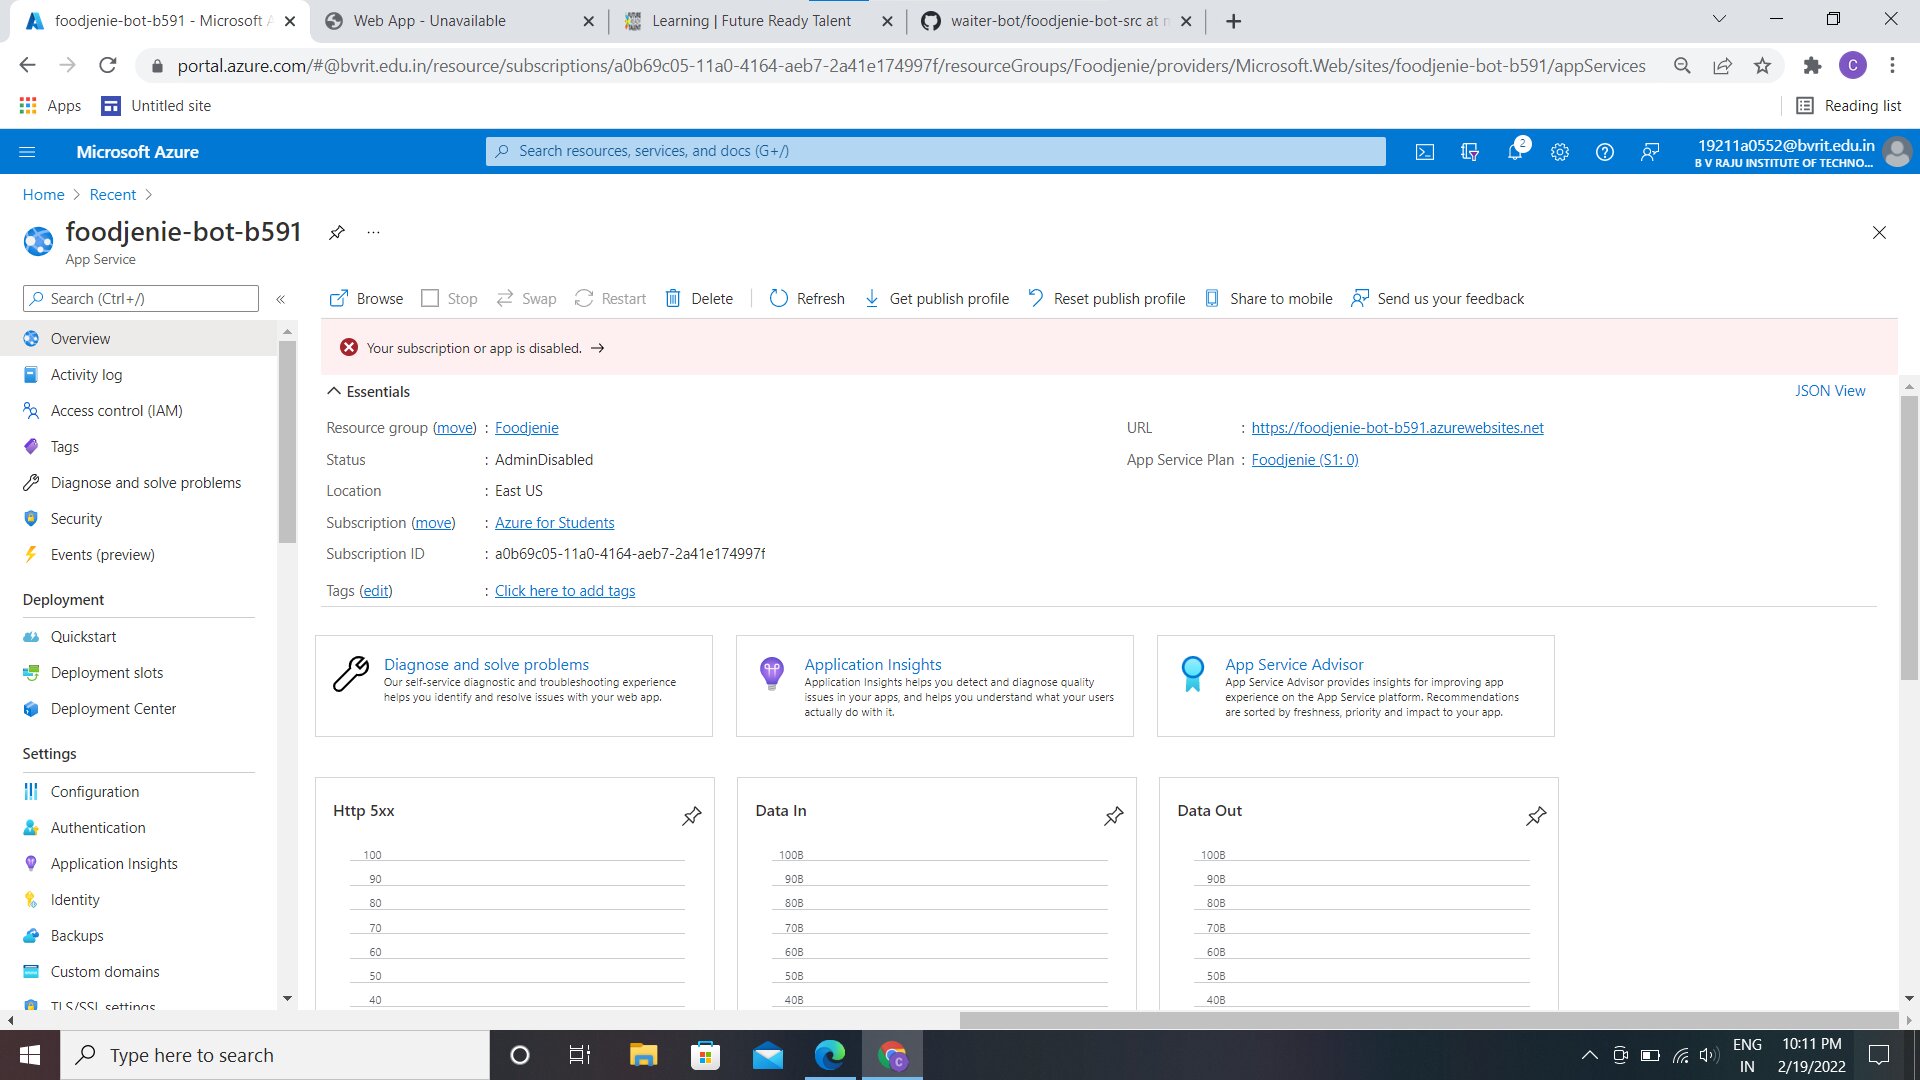 foodjenie-bot-b591 - Microsoft A
Web App - Unavailable
Learning | Future Ready Talent
waiter-bot/foodjenie-bot-src at m
portal.azure.com/#@bvrit.edu.in/resource/subscriptions/a0b69c05-11a0-4164-aeb7-2a41e174997f/resourceGroups/Foodjenie/providers/Microsoft.Web/sites/foodjenie-bot-b591/appServices
C
Apps
Untitled site
Reading list
Microsoft Azure
Search resources, services, and docs (G+/)
2
19211a0552@bvrit.edu.in
B V RAJU INSTITUTE OF TECHNO...
Home > Recent >
foodjenie-bot-b591
...
App Service
Search (Ctrl+/)
«
Browse
Stop
Swap
Restart
Delete
Refresh
Get publish profile
Reset publish profile
Share to mobile
Send us your feedback
Overview
Activity log
Access control (IAM)
Tags
Diagnose and solve problems
Security
Events (preview)
Deployment
Quickstart
Deployment slots
Deployment Center
Settings
Configuration
Authentication
Application Insights
Identity
Backups
Custom domains
TLS/SSL settings
Your subscription or app is disabled. →
Essentials
JSON View
Resource group (move) : Foodjenie
Status : AdminDisabled
Location : East US
Subscription (move) : Azure for Students
Subscription ID : a0b69c05-11a0-4164-aeb7-2a41e174997f
Tags (edit) : Click here to add tags
URL : https://foodjenie-bot-b591.azurewebsites.net
App Service Plan : Foodjenie (S1: 0)
Diagnose and solve problems
Our self-service diagnostic and troubleshooting experience
helps you identify and resolve issues with your web app.
Application Insights
Application Insights helps you detect and diagnose quality
issues in your apps, and helps you understand what your users
actually do with it.
App Service Advisor
App Service Advisor provides insights for improving app
experience on the App Service platform. Recommendations
are sorted by freshness, priority and impact to your app.
Http 5xx
100
90
80
70
60
50
40
Data In
100B
90B
80B
70B
60B
50B
40B
Data Out
100B
90B
80B
70B
60B
50B
40B
Type here to search
C
ENG
IN
10:11 PM
2/19/2022